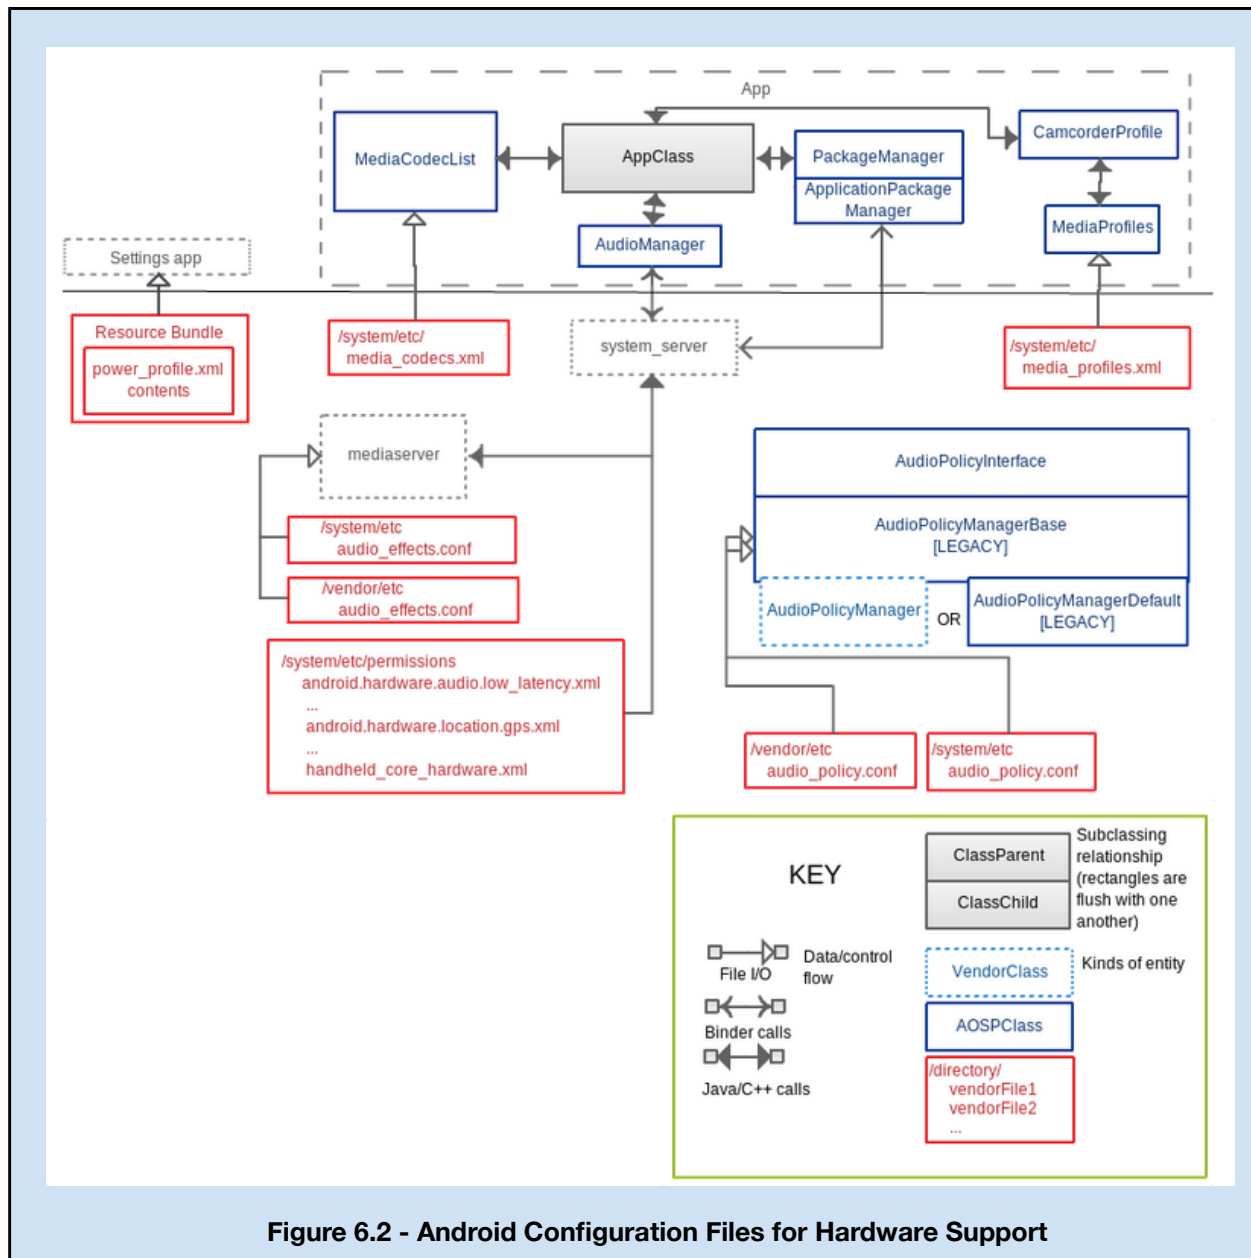 App
MediaCodecList
AppClass
PackageManager
ApplicationPackage
Manager
CamcorderProfile
AudioManager
MediaProfiles
Settings app
Resource Bundle
power_profile.xml
contents
/system/etc/
media_codecs.xml
system_server
/system/etc/
media_profiles.xml
mediaserver
/system/etc
audio_effects.conf
/vendor/etc
audio_effects.conf
/system/etc/permissions
android.hardware.audio.low_latency.xml
...
android.hardware.location.gps.xml
...
handheld_core_hardware.xml
AudioPolicyInterface
AudioPolicyManagerBase
[LEGACY]
AudioPolicyManager
OR
AudioPolicyManagerDefault
[LEGACY]
/vendor/etc
audio_policy.conf
/system/etc
audio_policy.conf
KEY
ClassParent
ClassChild
Subclassing
relationship
(rectangles are
flush with one
another)
File I/O
Data/control
flow
Binder calls
Java/C++ calls
VendorClass
Kinds of entity
AOSPClass
/directory/
vendorFile1
vendorFile2
...
Figure 6.2 - Android Configuration Files for Hardware Support